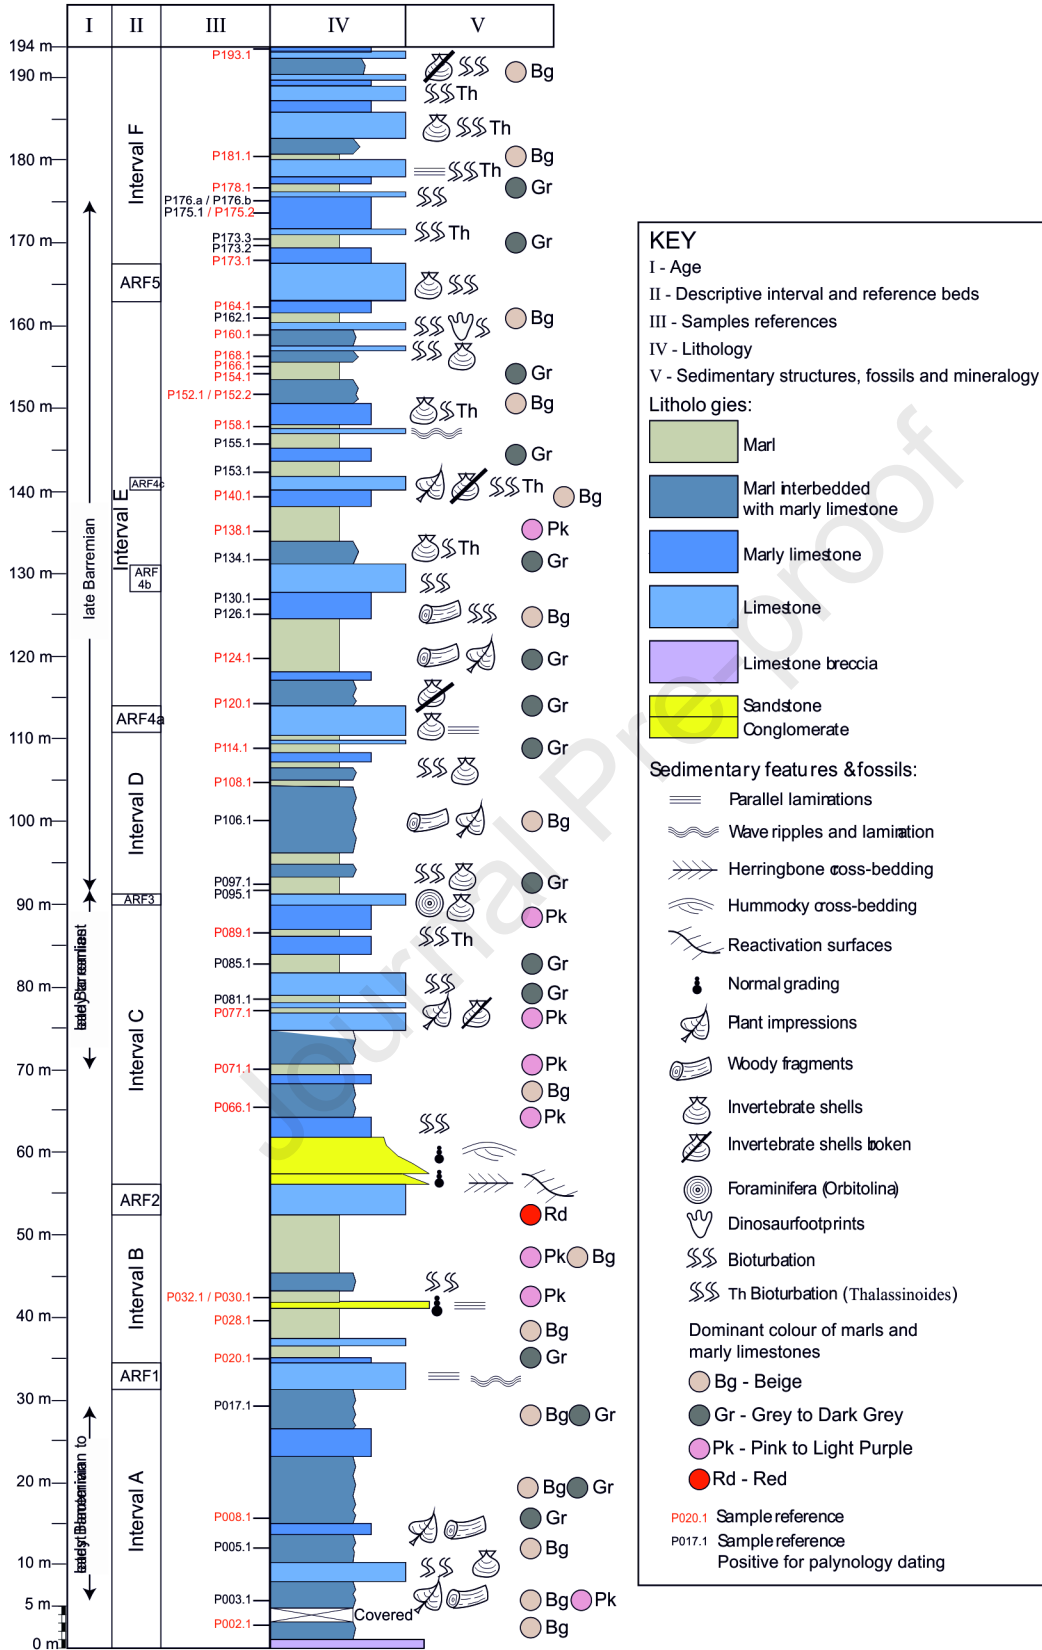 I II III IV V
194 m
190 m
180 m
170 m
160 m
150 m
140 m
130 m
120 m
110 m
100 m
90 m
80 m
70 m
60 m
50 m
40 m
30 m
20 m
10 m
5 m
0 m
late Barremian
Interval F
ARF5
Interval E
ARF4c
ARF
4b
ARF4a
Interval D
ARF3
Interval C
ARF2
Interval B
ARF1
Interval A
P193.1
P181.1
P178.1
P176.a / P176.b
P175.1 / P175.2
P173.3
P173.2
P173.1
P164.1
P162.1
P160.1
P168.1
P166.1
P154.1
P152.1 / P152.2
P158.1
P155.1
P153.1
P140.1
P138.1
P134.1
P130.1
P126.1
P124.1
P120.1
P114.1
P108.1
P106.1
P097.1
P095.1
P089.1
P085.1
P081.1
P077.1
P071.1
P066.1
P032.1 / P030.1
P028.1
P020.1
P017.1
P008.1
P005.1
P003.1
P002.1
Covered
Bg
Th
Th
Bg
Th
Gr
Th
Gr
Bg
Gr
Bg
Th
Gr
Th
Bg
Pk
Th
Gr
Bg
Gr
Gr
Gr
Bg
Gr
Pk
Th
Gr
Gr
Pk
Pk
Bg
Pk
Rd
Pk Bg
Pk
Bg
Gr
Bg Gr
Bg Gr
Gr
Bg
Bg Pk
Bg
KEY
I - Age
II - Descriptive interval and reference beds
III - Samples references
IV - Lithology
V - Sedimentary structures, fossils and mineralogy
Litholo gies:
Marl
Marl interbedded
with marly limestone
Marly limestone
Limestone
Limestone breccia
Sandstone
Conglomerate
Sedimentary features & fossils:
Parallel laminations
Wave ripples and lamination
Herringbone cross-bedding
Hummocky cross-bedding
Reactivation surfaces
Normal grading
Plant impressions
Woody fragments
Invertebrate shells
Invertebrate shells broken
Foraminifera (Orbitolina)
Dinosaur footprints
Bioturbation
Th Bioturbation (Thalassinoides)
Dominant colour of marls and
marly limestones
Bg - Beige
Gr - Grey to Dark Grey
Pk - Pink to Light Purple
Rd - Red
P020.1 Sample reference
P017.1 Sample reference
Positive for palynology dating
Journal Pre-proof